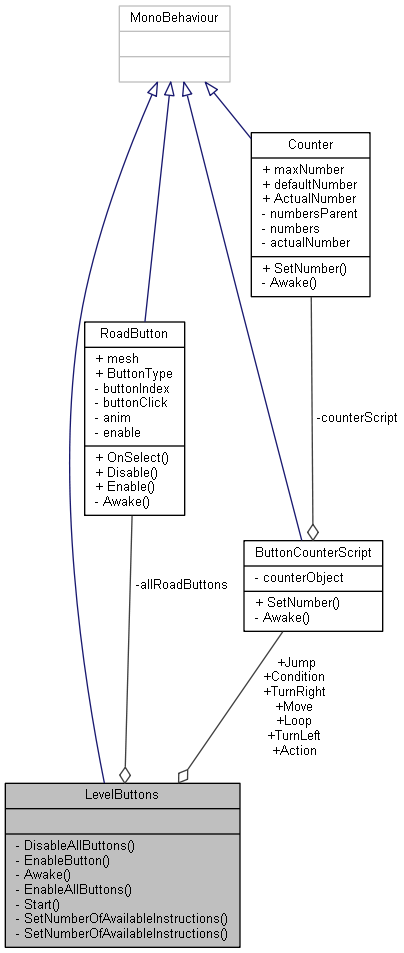 MonoBehaviour
Counter
+ maxNumber
+ defaultNumber
+ ActualNumber
- numbersParent
- numbers
- actualNumber
+ SetNumber()
- Awake()
RoadButton
+ mesh
+ ButtonType
- buttonIndex
- buttonClick
- anim
- enable
+ OnSelect()
+ Disable()
+ Enable()
- Awake()
-counterScript
ButtonCounterScript
- counterObject
+ SetNumber()
- Awake()
-allRoadButtons
+Jump
+Condition
+TurnRight
+Move
+Loop
+TurnLeft
+Action
LevelButtons
- DisableAllButtons()
- EnableButton()
- Awake()
- EnableAllButtons()
- Start()
- SetNumberOfAvailableInstructions()
- SetNumberOfAvailableInstructions()